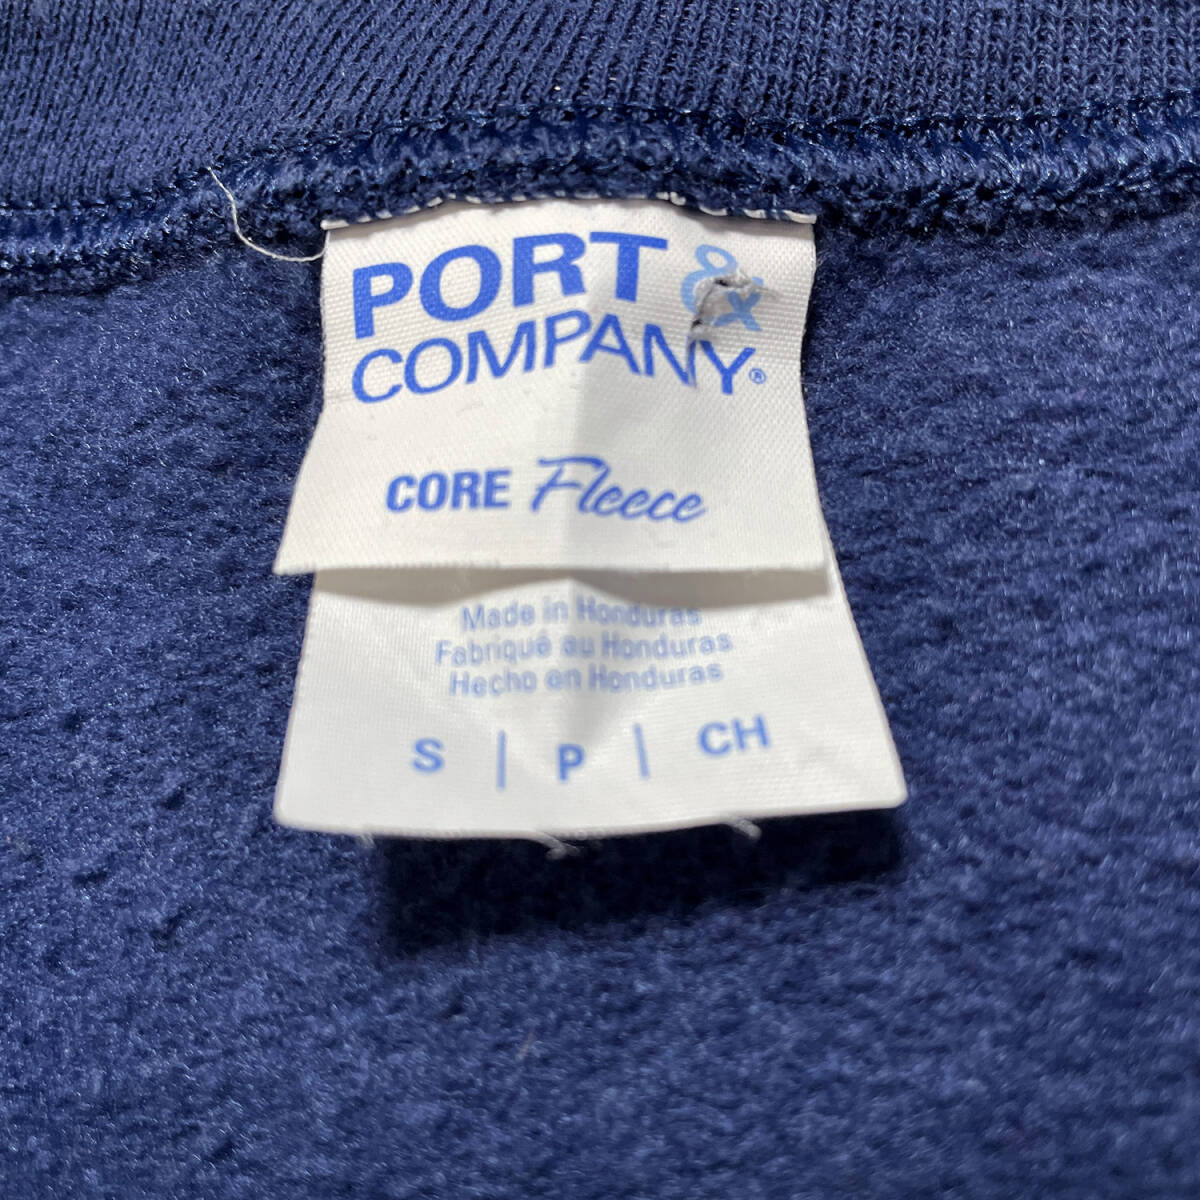 PORT &
COMPANY®
CORE Fleece
Made in Honduras
Fabriqué au Honduras
Hecho en Honduras
S | P | CH